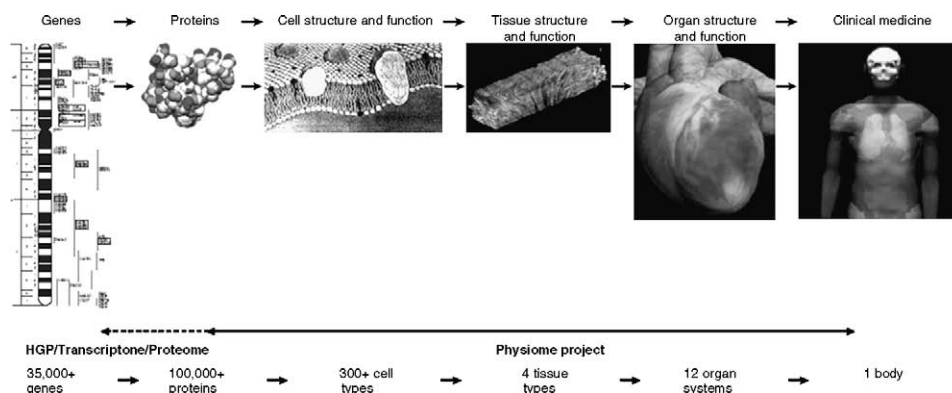 Genes
Proteins
Cell structure and function
Tissue structure
and function
Organ structure
and function
Clinical medicine
HGP/Transcriptone/Proteome
Physiome project
35,000+
genes
100,000+
proteins
300+ cell
types
4 tissue
types
12 organ
systems
1 body